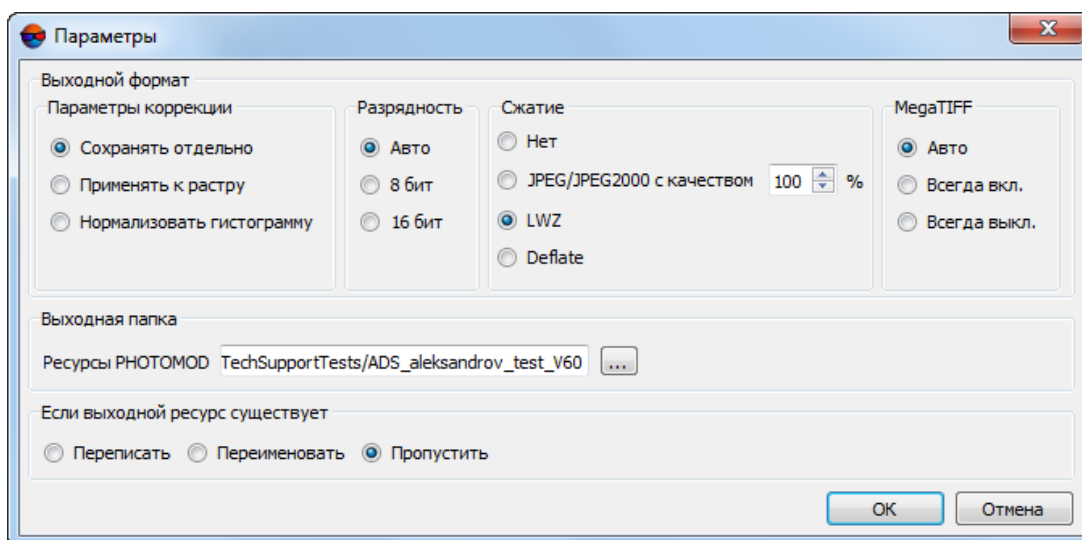 Параметры
Выходной формат
Параметры коррекции
Сохранять отдельно
Применять к растру
Нормализовать гистограмму
Разрядность
Авто
8 бит
16 бит
Сжатие
Нет
JPEG/JPEG2000 с качеством 100 %
LWZ
Deflate
MegaTIFF
Авто
Всегда вкл.
Всегда выкл.
Выходная папка
Ресурсы PHOTOMOD TechSupportTests/ADS_aleksandrov_test_V60 ...
Если выходной ресурс существует
Переписать Переименовать Пропустить
OK Отмена